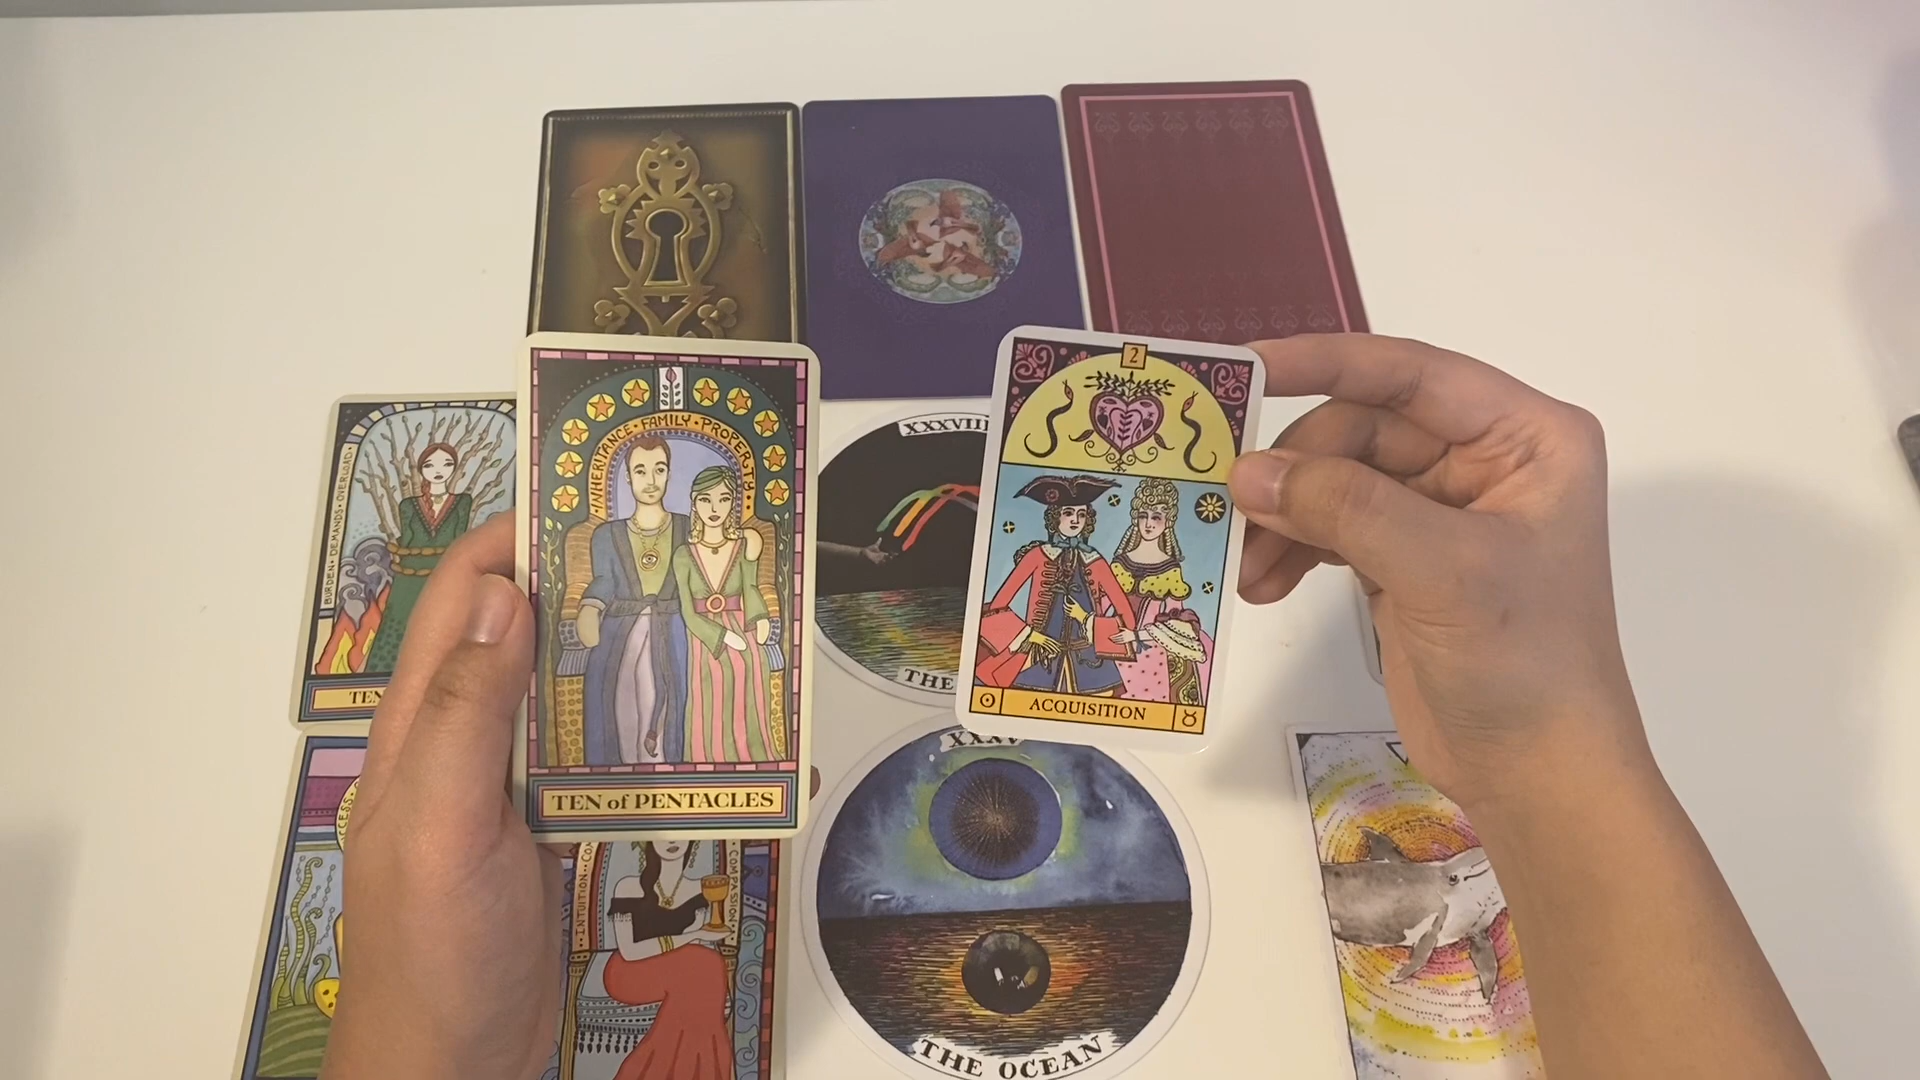 BURDEN · DEMANDS · OVERLOAD ·
TEN
· INHERITANCE · FAMILY · PROPERTY ·
TEN of PENTACLES
XXXVIII
THE
2
ACQUISITION
· INTUITION ·
COMPASSION
THE OCEAN